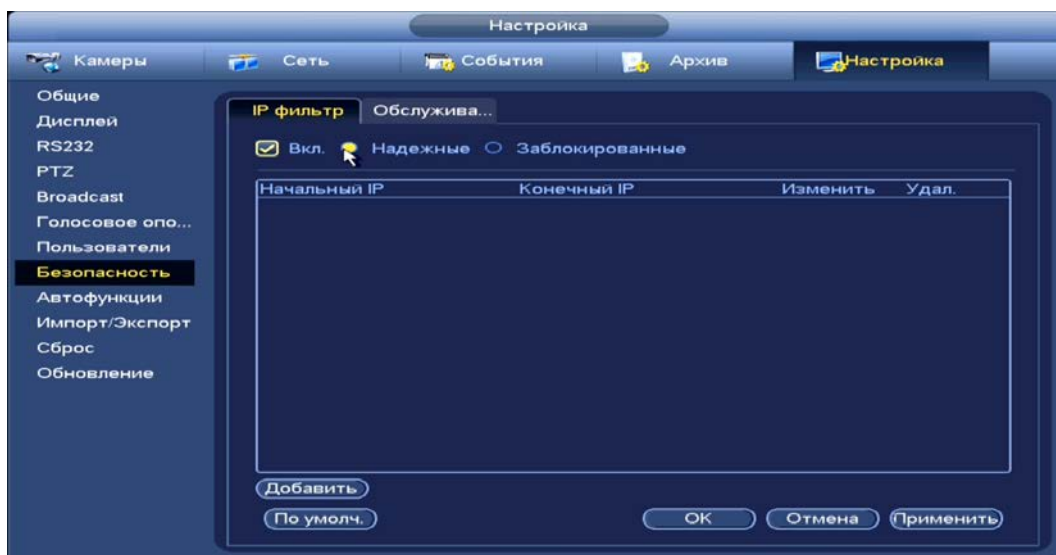 Настройка
Камеры Сеть События Архив Настройка
Общие
Дисплей
RS232
PTZ
Broadcast
Голосовое опо...
Пользователи
Безопасность
Автофункции
Импорт/Экспорт
Сброс
Обновление
IP фильтр Обслужива...
Вкл. Надежные Заблокированные
Начальный IP Конечный IP Изменить Удал.
Добавить
По умолч. OK Отмена Применить